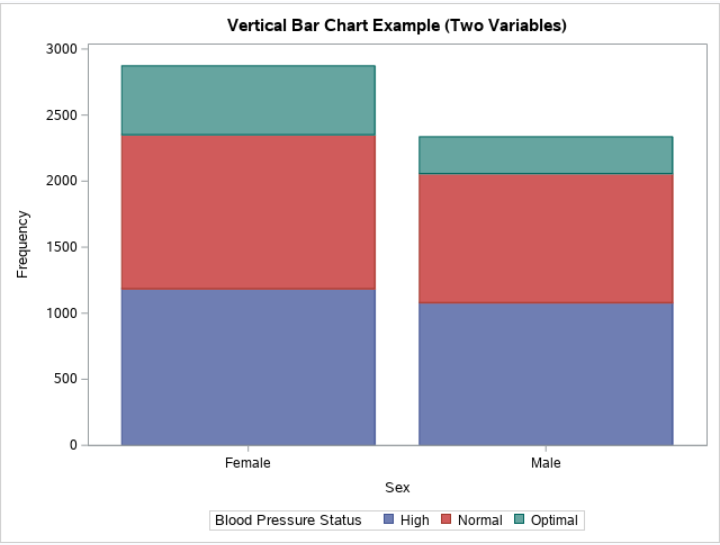 Vertical Bar Chart Example (Two Variables)
3000
2500
2000
1500
1000
500
0
Frequency
Female Male
Sex
Blood Pressure Status High Normal Optimal